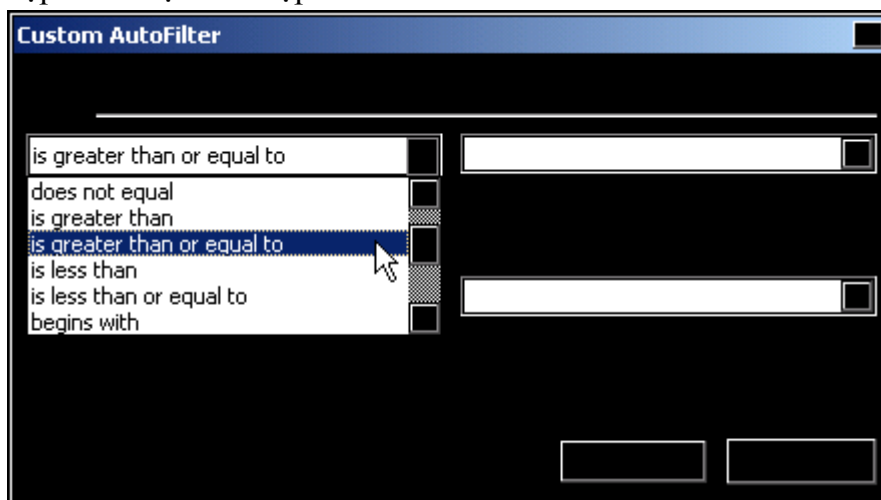 Custom AutoFilter
is greater than or equal to
does not equal
is greater than
is greater than or equal to
is less than
is less than or equal to
begins with